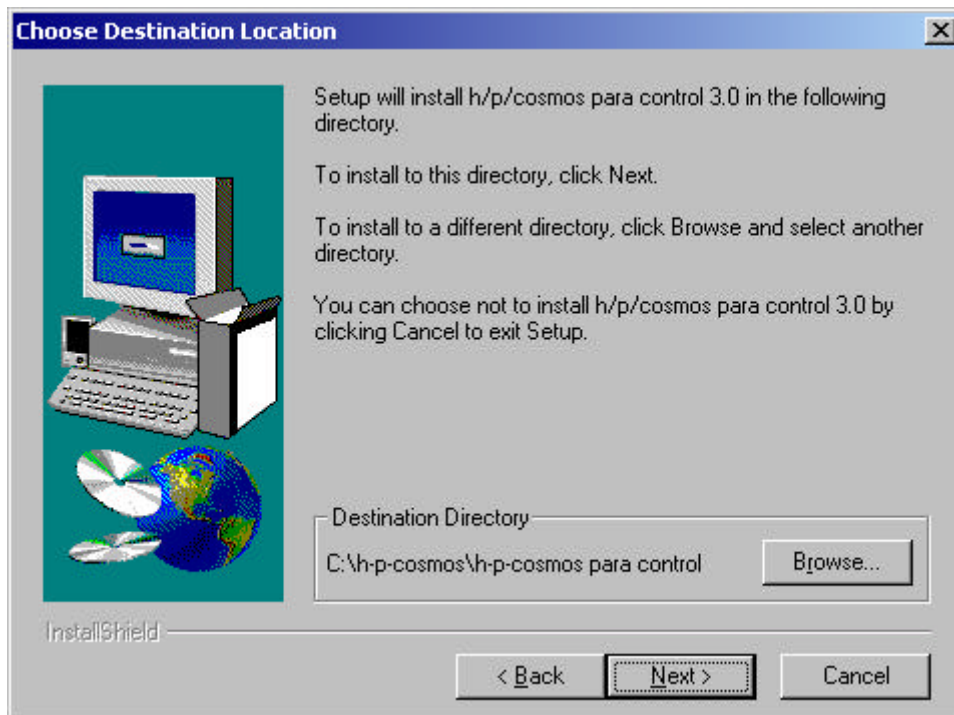 Choose Destination Location
Setup will install h/p/cosmos para control 3.0 in the following
directory.
To install to this directory, click Next.
To install to a different directory, click Browse and select another
directory.
You can choose not to install h/p/cosmos para control 3.0 by
clicking Cancel to exit Setup.
Destination Directory
C:\h-p-cosmos\h-p-cosmos para control
Browse...
InstallShield
< Back
Next >
Cancel